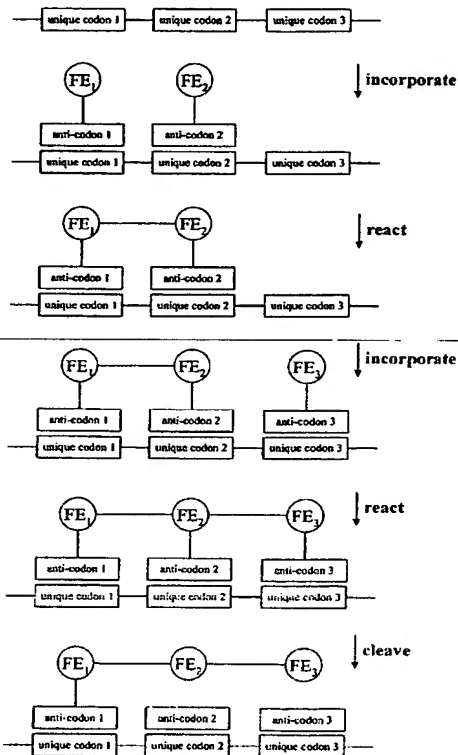 unique codon 1 unique codon 2 unique codon 3
incorporate
FE1 FE2
anti-codon 1 anti-codon 2
unique codon 1 unique codon 2 unique codon 3
react
FE1 FE2
anti-codon 1 anti-codon 2
unique codon 1 unique codon 2 unique codon 3
incorporate
FE1 FE2 FE3
anti-codon 1 anti-codon 2 anti-codon 3
unique codon 1 unique codon 2 unique codon 3
react
FE1 FE2 FE3
anti-codon 1 anti-codon 2 anti-codon 3
unique codon 1 unique codon 2 unique codon 3
cleave
FE1 FE2 FE3
anti-codon 1 anti-codon 2 anti-codon 3
unique codon 1 unique codon 2 unique codon 3